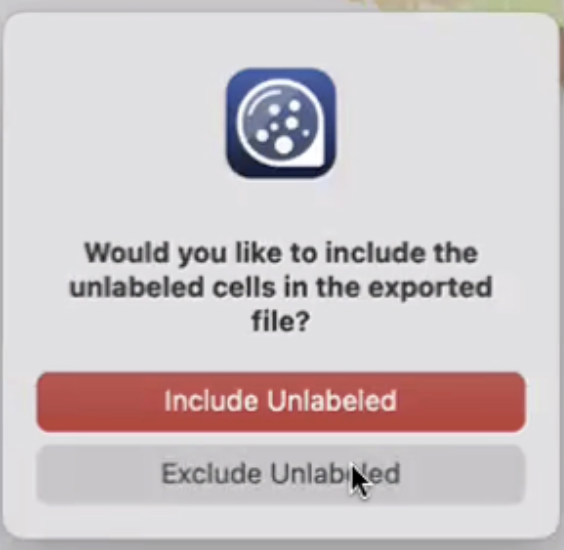 Would you like to include the
unlabeled cells in the exported
file?
Include Unlabeled
Exclude Unlabeled